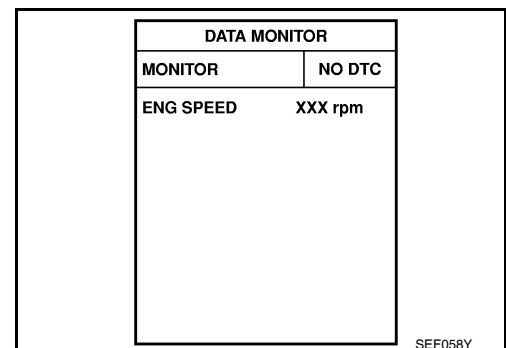 DATA MONITOR
MONITOR NO DTC
ENG SPEED XXX rpm
SEF058Y